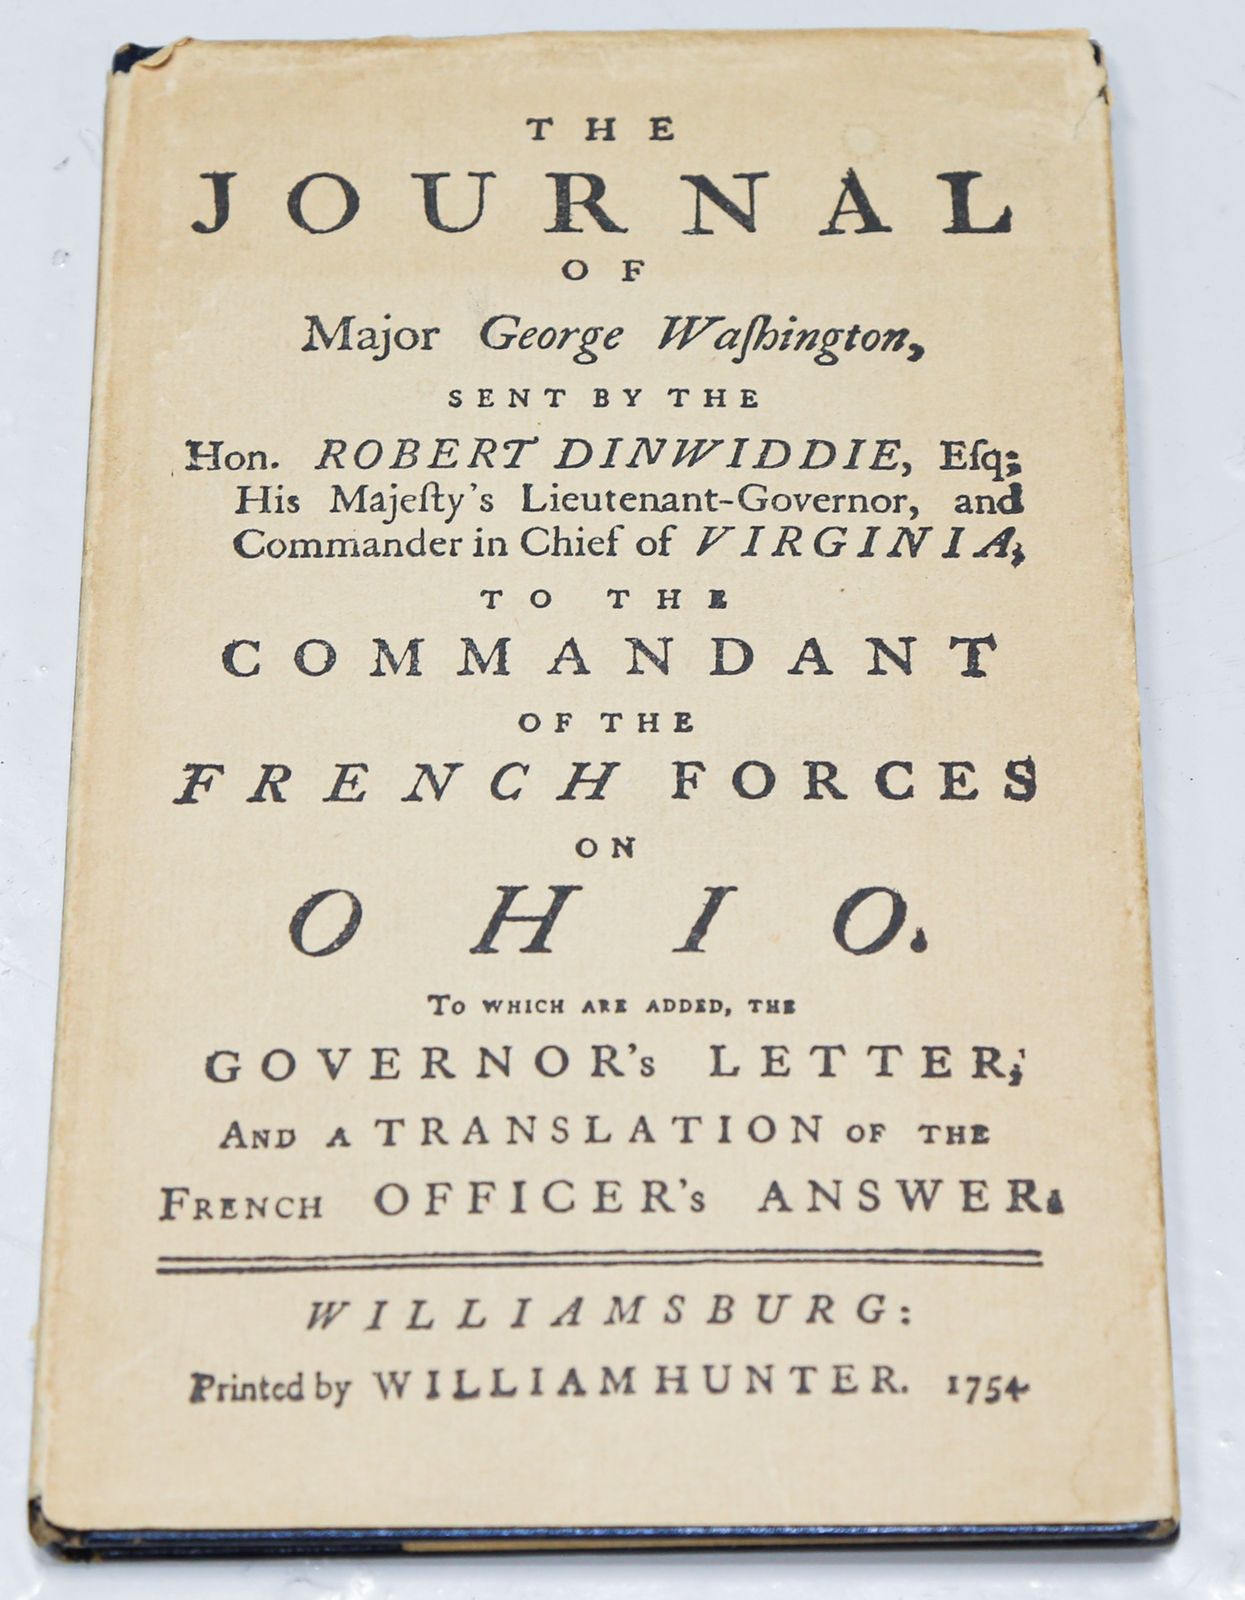 THE
JOURNAL
OF
Major George Waſhington,
SENT BY THE
Hon. ROBERT DINWIDDIE, Eſq;
His Majeſty's Lieutenant-Governor, and
Commander in Chief of VIRGINIA;
TO THE
COMMANDANT
OF THE
FRENCH FORCES
ON
OHIO.
To WHICH ARE ADDED, THE
GOVERNOR's LETTER;
AND A TRANSLATION OF THE
FRENCH OFFICER's ANSWER.
WILLIAMSBURG:
Printed by WILLIAM HUNTER. 1754